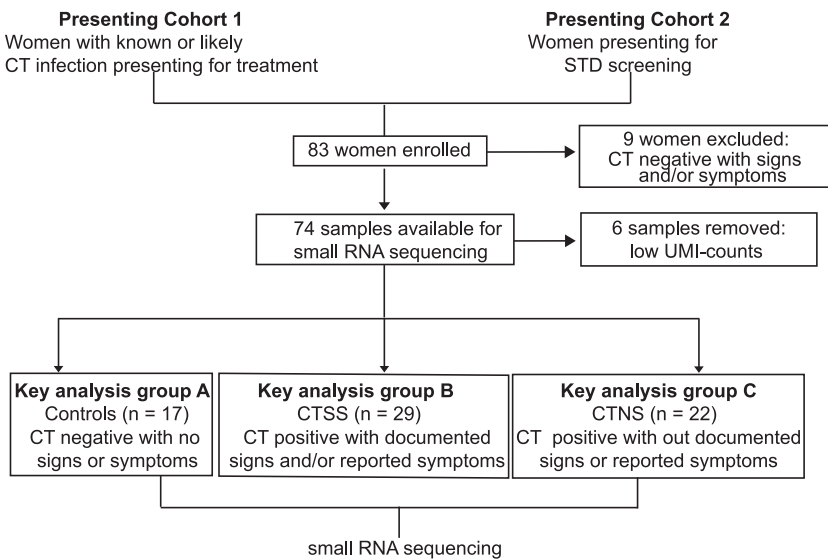 Presenting Cohort 1
Women with known or likely
CT infection presenting for treatment
Presenting Cohort 2
Women presenting for
STD screening
83 women enrolled
9 women excluded:
CT negative with signs
and/or symptoms
74 samples available for
small RNA sequencing
6 samples removed:
low UMI-counts
Key analysis group A
Controls (n = 17)
CT negative with no
signs or symptoms
Key analysis group B
CTSS (n = 29)
CT positive with documented
signs and/or reported symptoms
Key analysis group C
CTNS (n = 22)
CT positive with out documented
signs or reported symptoms
small RNA sequencing